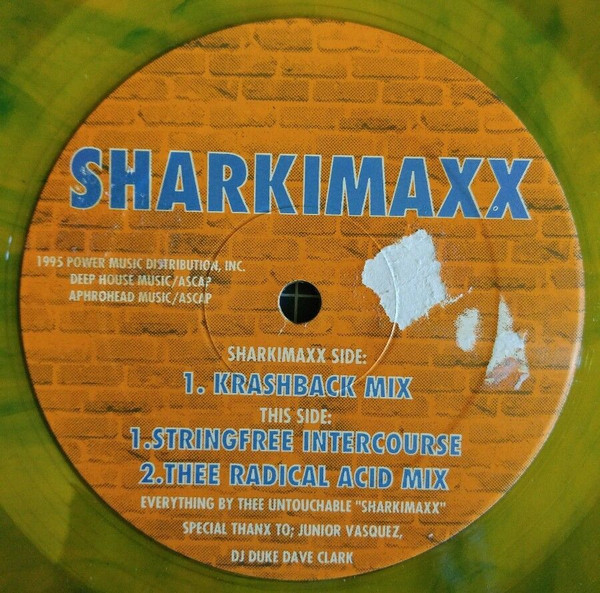 SHARKIMAXX
1995 POWER MUSIC DISTRIBUTION, INC.
DEEP HOUSE MUSIC/ASCAP
APHROHEAD MUSIC/ASCAP
SHARKIMAXX SIDE:
1. KRASHBACK MIX
THIS SIDE:
1.STRINGFREE INTERCOURSE
2.THEE RADICAL ACID MIX
EVERYTHING BY THEE UNTOUCHABLE "SHARKIMAXX"
SPECIAL THANX TO; JUNIOR VASQUEZ,
DJ DUKE DAVE CLARK